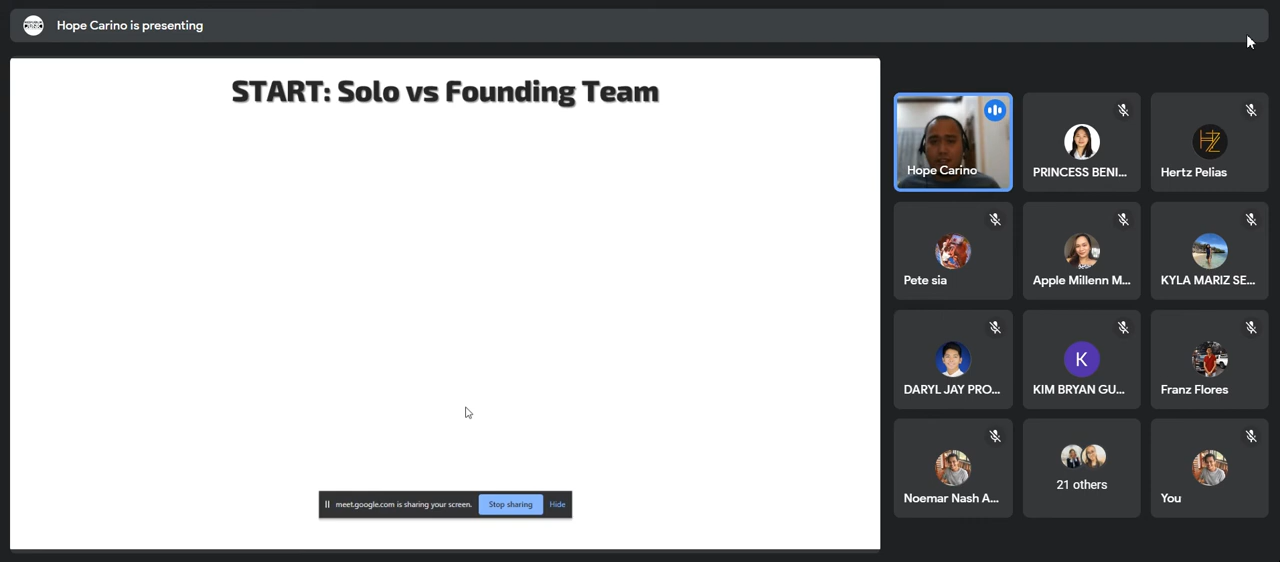 Hope Carino is presenting
START: Solo vs Founding Team
meet.google.com is sharing your screen.
Stop sharing
Hide
Hope Carino
PRINCESS BENI...
Hertz Pelias
Pete sia
Apple Millenn M...
KYLA MARIZ SE...
DARYL JAY PRO...
K
KIM BRYAN GU...
Franz Flores
Noemar Nash A...
21 others
You